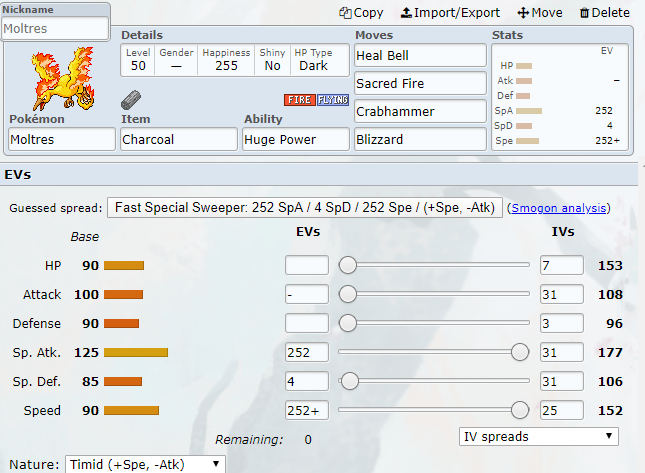 Nickname
Copy Import/Export Move Delete
Moltres
Details
Moves
Stats
Level Gender Happiness Shiny HP Type
50 — 255 No Dark
Heal Bell
Sacred Fire
Crabhammer
Blizzard
EV
HP
Atk –
Def
SpA 252
SpD 4
Spe 252+
FIRE FLYING
Pokémon Item Ability
Moltres Charcoal Huge Power
EVs
Guessed spread: Fast Special Sweeper: 252 SpA / 4 SpD / 252 Spe / (+Spe, -Atk) (Smogon analysis)
Base EVs IVs
HP 90 7 153
Attack 100 - 31 108
Defense 90 3 96
Sp. Atk. 125 252 31 177
Sp. Def. 85 4 31 106
Speed 90 252+ 25 152
Remaining: 0 IV spreads
Nature: Timid (+Spe, -Atk)